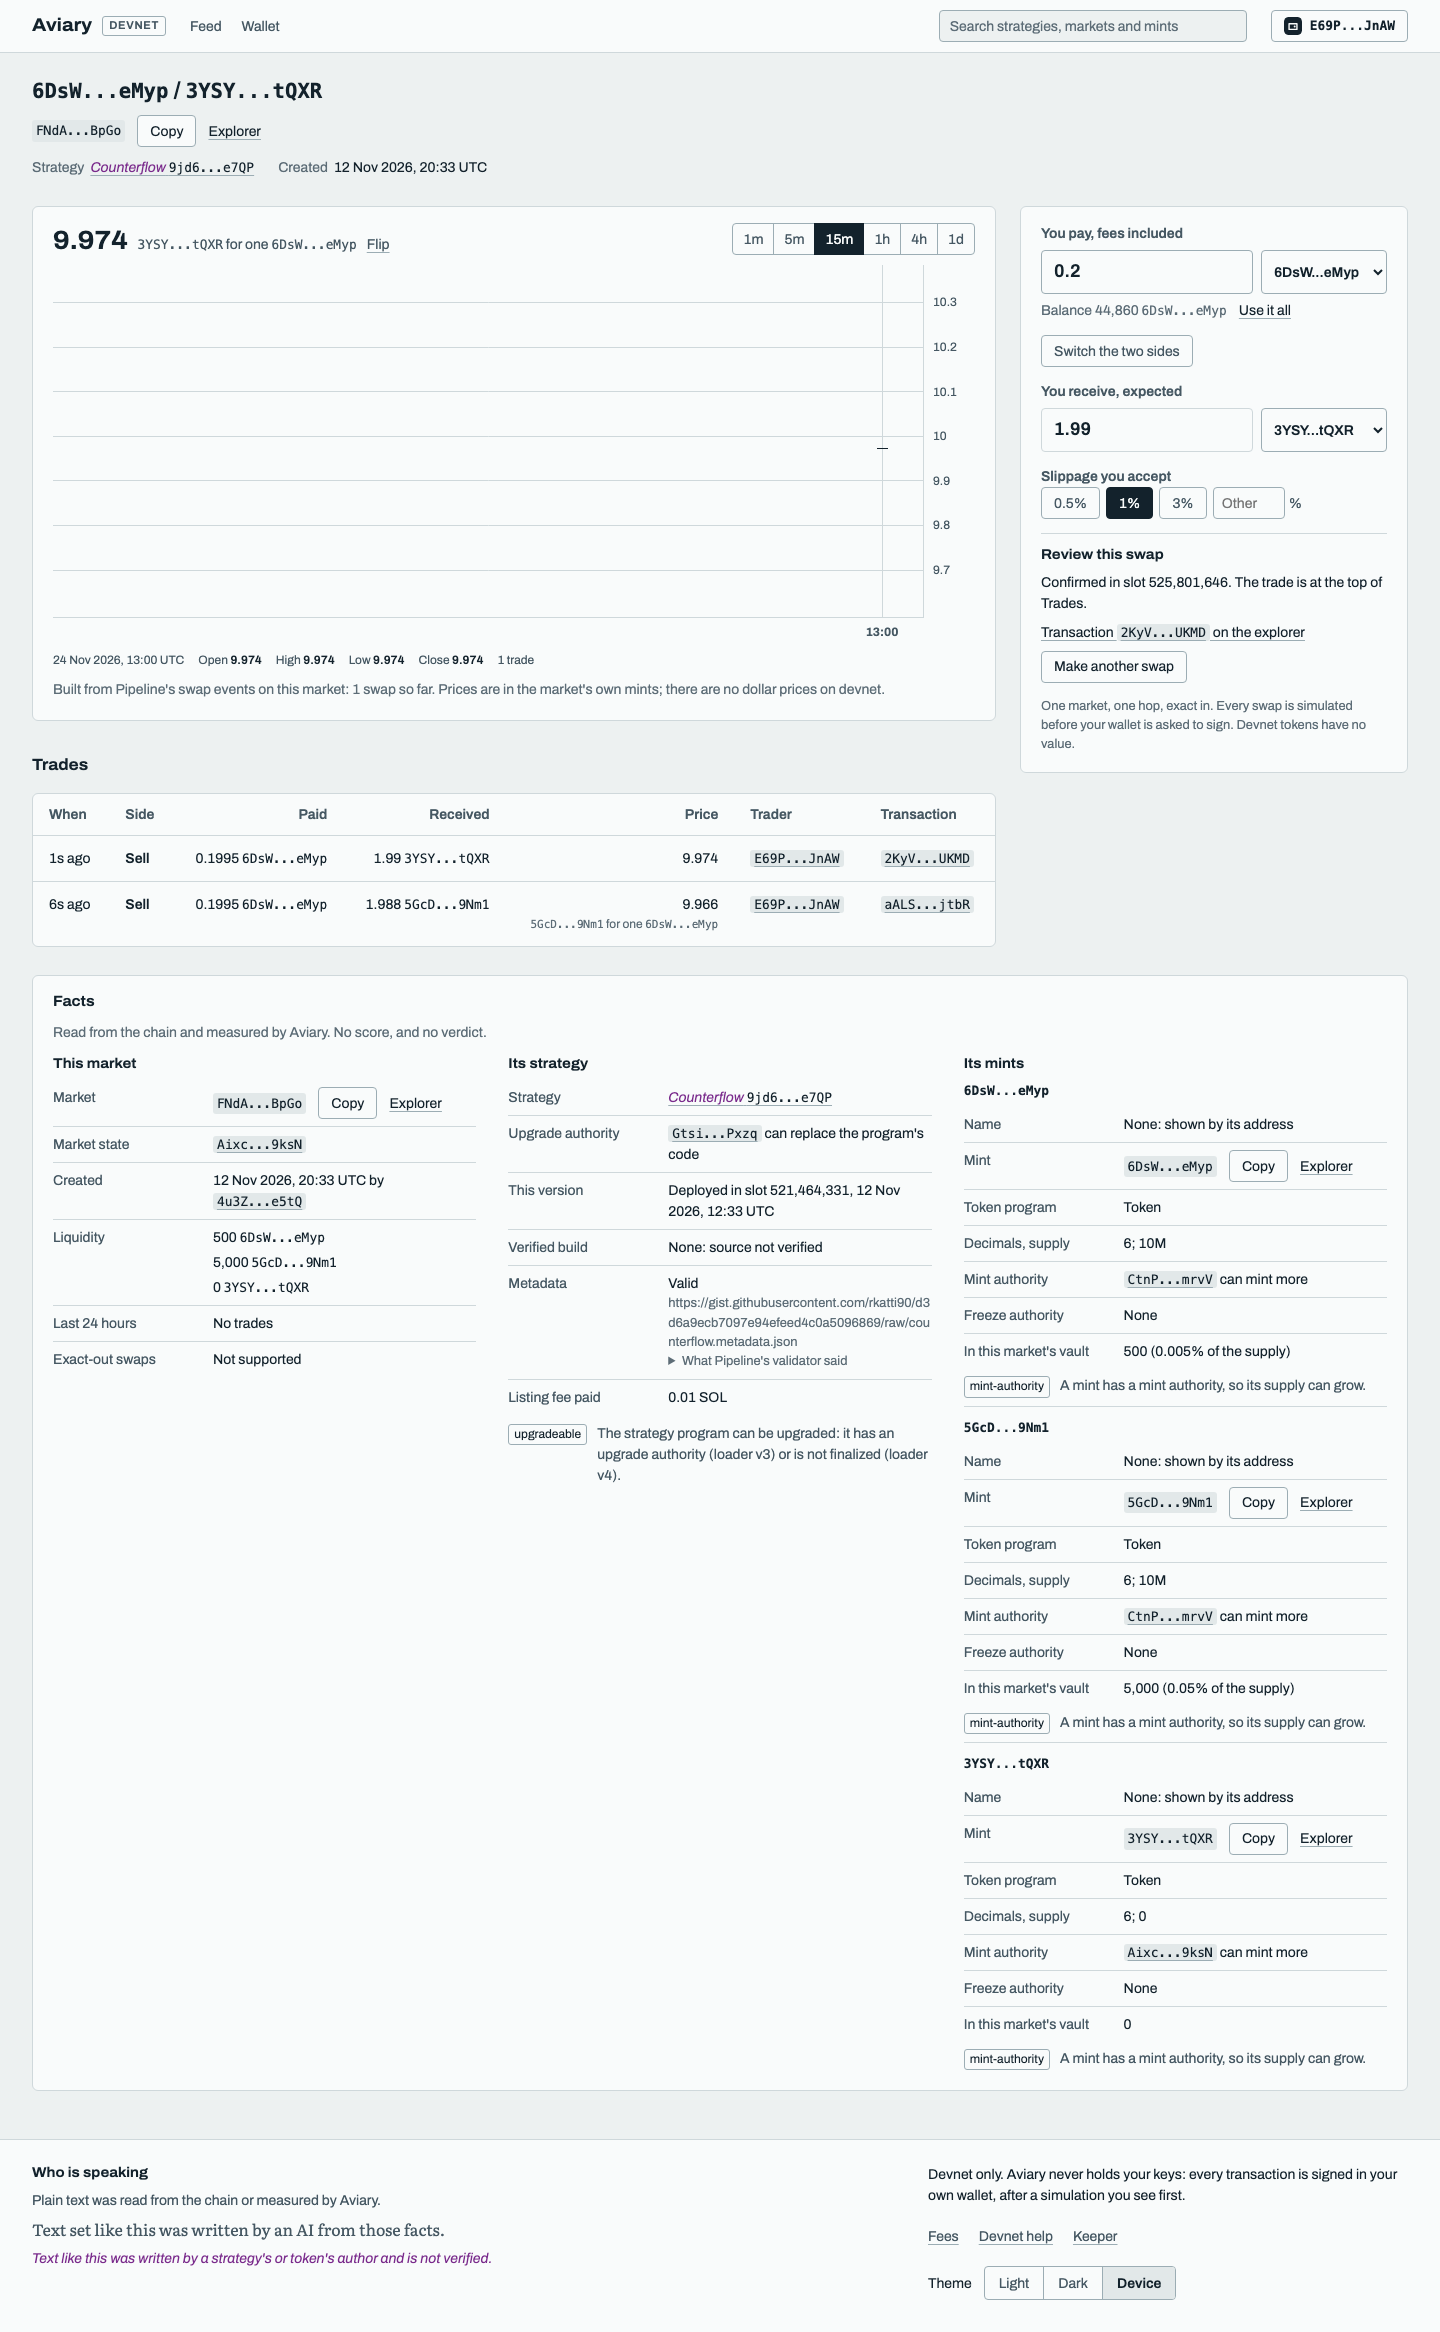 Aviary DEVNET Feed Wallet Search strategies, markets and mints E69P...JnAW
6DsW...eMyp / 3YSY...tQXR
FNdA...BpGo Copy Explorer
Strategy Counterflow 9jd6...e7QP Created 12 Nov 2026, 20:33 UTC
9.974 3YSY...tQXR for one 6DsW...eMyp Flip
1m 5m 15m 1h 4h 1d
10.3
10.2
10.1
10
9.9
9.8
9.7
13:00
24 Nov 2026, 13:00 UTC Open 9.974 High 9.974 Low 9.974 Close 9.974 1 trade
Built from Pipeline's swap events on this market: 1 swap so far. Prices are in the market's own mints; there are no dollar prices on devnet.
You pay, fees included
0.2 6DsW...eMyp
Balance 44,860 6DsW...eMyp Use it all
Switch the two sides
You receive, expected
1.99 3YSY...tQXR
Slippage you accept
0.5% 1% 3% Other %
Review this swap
Confirmed in slot 525,801,646. The trade is at the top of
Trades.
Transaction 2KyV...UKMD on the explorer
Make another swap
One market, one hop, exact in. Every swap is simulated
before your wallet is asked to sign. Devnet tokens have no
value.
Trades
When Side Paid Received Price Trader Transaction
1s ago Sell 0.1995 6DsW...eMyp 1.99 3YSY...tQXR 9.974 E69P...JnAW 2KyV...UKMD
6s ago Sell 0.1995 6DsW...eMyp 1.988 5GcD...9Nm1 9.966 E69P...JnAW aALS...jtbR
5GcD...9Nm1 for one 6DsW...eMyp
Facts
Read from the chain and measured by Aviary. No score, and no verdict.
This market
Market FNdA...BpGo Copy Explorer
Market state Aixc...9ksN
Created 12 Nov 2026, 20:33 UTC by
4u3Z...e5tQ
Liquidity 500 6DsW...eMyp
5,000 5GcD...9Nm1
0 3YSY...tQXR
Last 24 hours No trades
Exact-out swaps Not supported
Its strategy
Strategy Counterflow 9jd6...e7QP
Upgrade authority Gtsi...Pxzq can replace the program's
code
This version Deployed in slot 521,464,331, 12 Nov
2026, 12:33 UTC
Verified build None: source not verified
Metadata Valid
https://gist.githubusercontent.com/rkatti90/d3
d6a9ecb7097e94efeed4c0a5096869/raw/cou
nterflow.metadata.json
What Pipeline's validator said
Listing fee paid 0.01 SOL
upgradeable The strategy program can be upgraded: it has an
upgrade authority (loader v3) or is not finalized (loader
v4).
Its mints
6DsW...eMyp
Name None: shown by its address
Mint 6DsW...eMyp Copy Explorer
Token program Token
Decimals, supply 6; 10M
Mint authority CtnP...mrvV can mint more
Freeze authority None
In this market's vault 500 (0.005% of the supply)
mint-authority A mint has a mint authority, so its supply can grow.
5GcD...9Nm1
Name None: shown by its address
Mint 5GcD...9Nm1 Copy Explorer
Token program Token
Decimals, supply 6; 10M
Mint authority CtnP...mrvV can mint more
Freeze authority None
In this market's vault 5,000 (0.05% of the supply)
mint-authority A mint has a mint authority, so its supply can grow.
3YSY...tQXR
Name None: shown by its address
Mint 3YSY...tQXR Copy Explorer
Token program Token
Decimals, supply 6; 0
Mint authority Aixc...9ksN can mint more
Freeze authority None
In this market's vault 0
mint-authority A mint has a mint authority, so its supply can grow.
Who is speaking
Plain text was read from the chain or measured by Aviary.
Text set like this was written by an AI from those facts.
Text like this was written by a strategy's or token's author and is not verified.
Devnet only. Aviary never holds your keys: every transaction is signed in your
own wallet, after a simulation you see first.
Fees Devnet help Keeper
Theme Light Dark Device